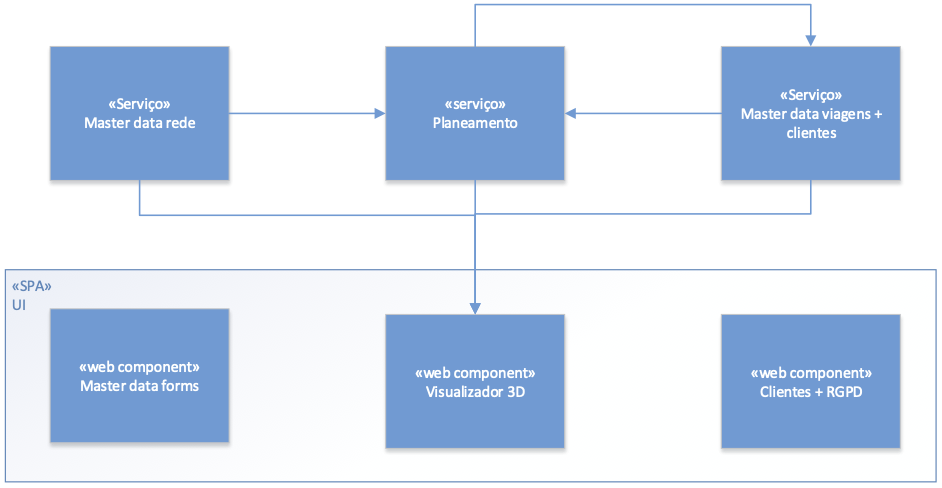 «Serviço»
Master data rede
«serviço»
Planeamento
«Serviço»
Master data viagens +
clientes
«SPA»
UI
«web component»
Master data forms
«web component»
Visualizador 3D
«web component»
Clientes + RGPD